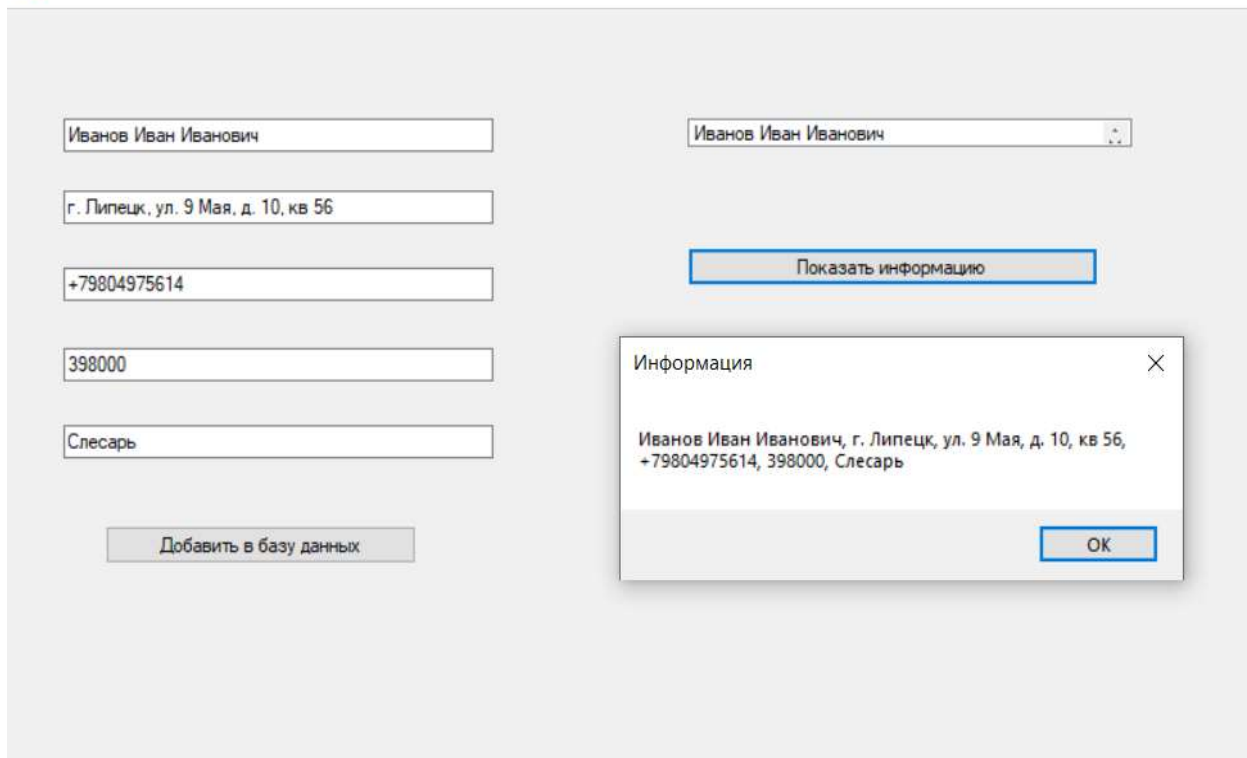 Иванов Иван Иванович
г. Липецк, ул. 9 Мая, д. 10, кв 56
+79804975614
398000
Слесарь
Добавить в базу данных
Иванов Иван Иванович
Показать информацию
Информация
Иванов Иван Иванович, г. Липецк, ул. 9 Мая, д. 10, кв 56,
+79804975614, 398000, Слесарь
ОК